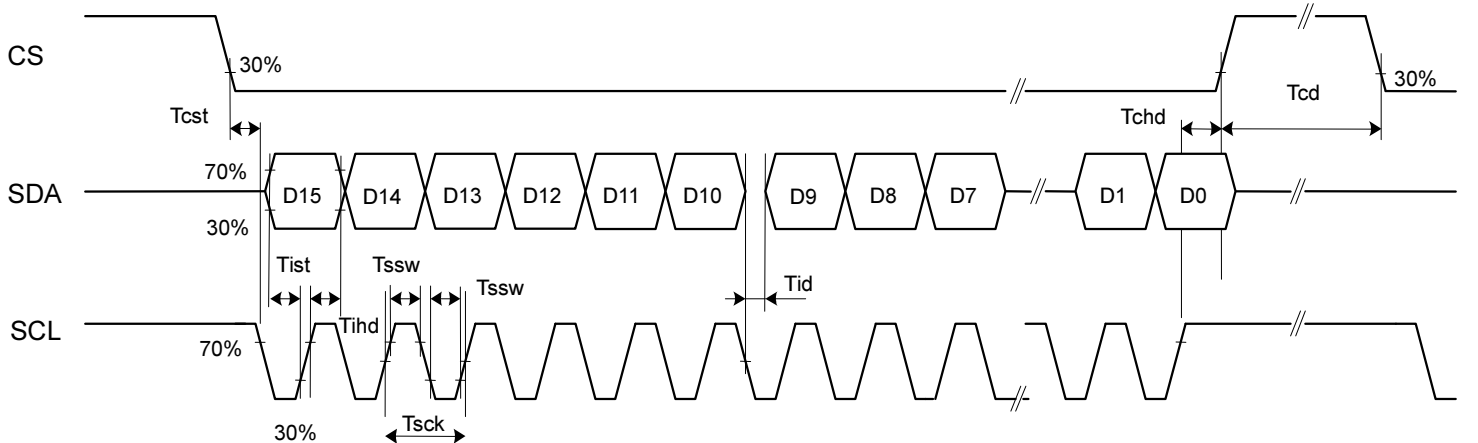 CS
30%
30%
Tcst
Tchd
Tcd
70%
SDA
D15
D14
D13
D12
D11
D10
D9
D8
D7
D1
D0
30%
Tist
Tssw
Tssw
Tid
Tihd
SCL
70%
30%
Tsck